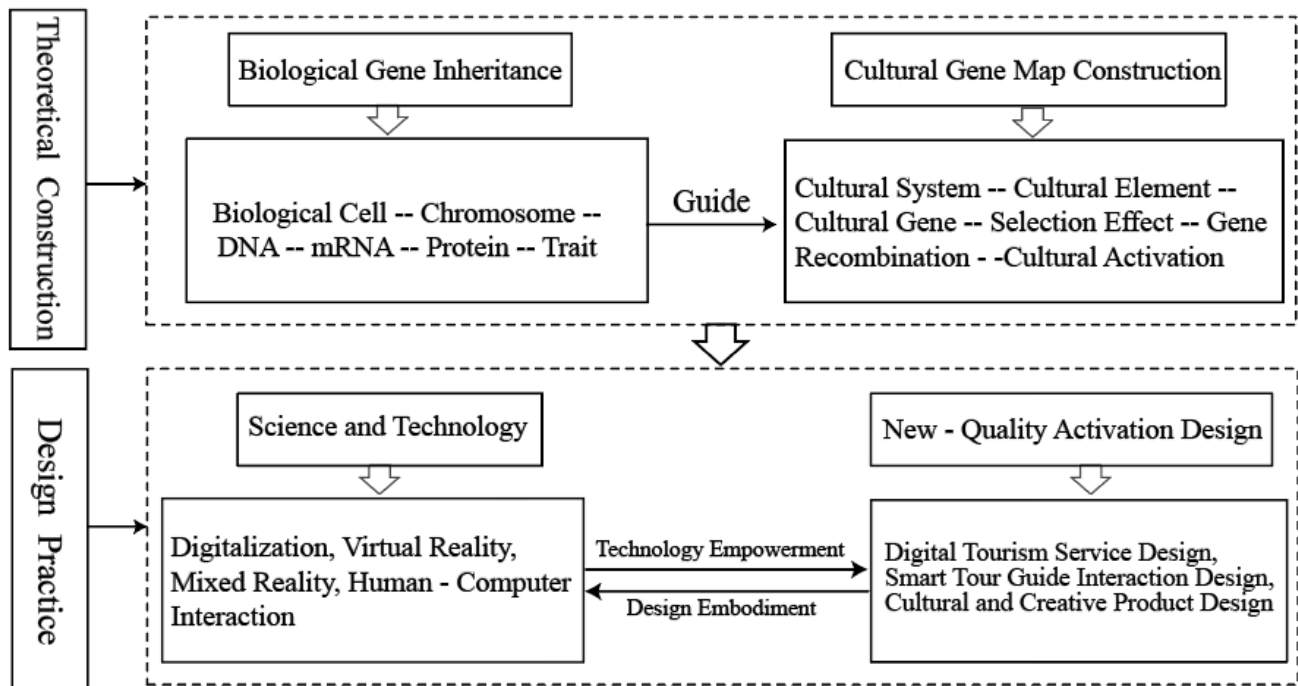 Theoretical Construction
Biological Gene Inheritance
Cultural Gene Map Construction
Biological Cell -- Chromosome --
DNA -- mRNA -- Protein -- Trait
Guide
Cultural System -- Cultural Element --
Cultural Gene -- Selection Effect -- Gene
Recombination - -Cultural Activation
Design Practice
Science and Technology
New - Quality Activation Design
Digitalization, Virtual Reality,
Mixed Reality, Human - Computer
Interaction
Technology Empowerment
Design Embodiment
Digital Tourism Service Design,
Smart Tour Guide Interaction Design,
Cultural and Creative Product Design